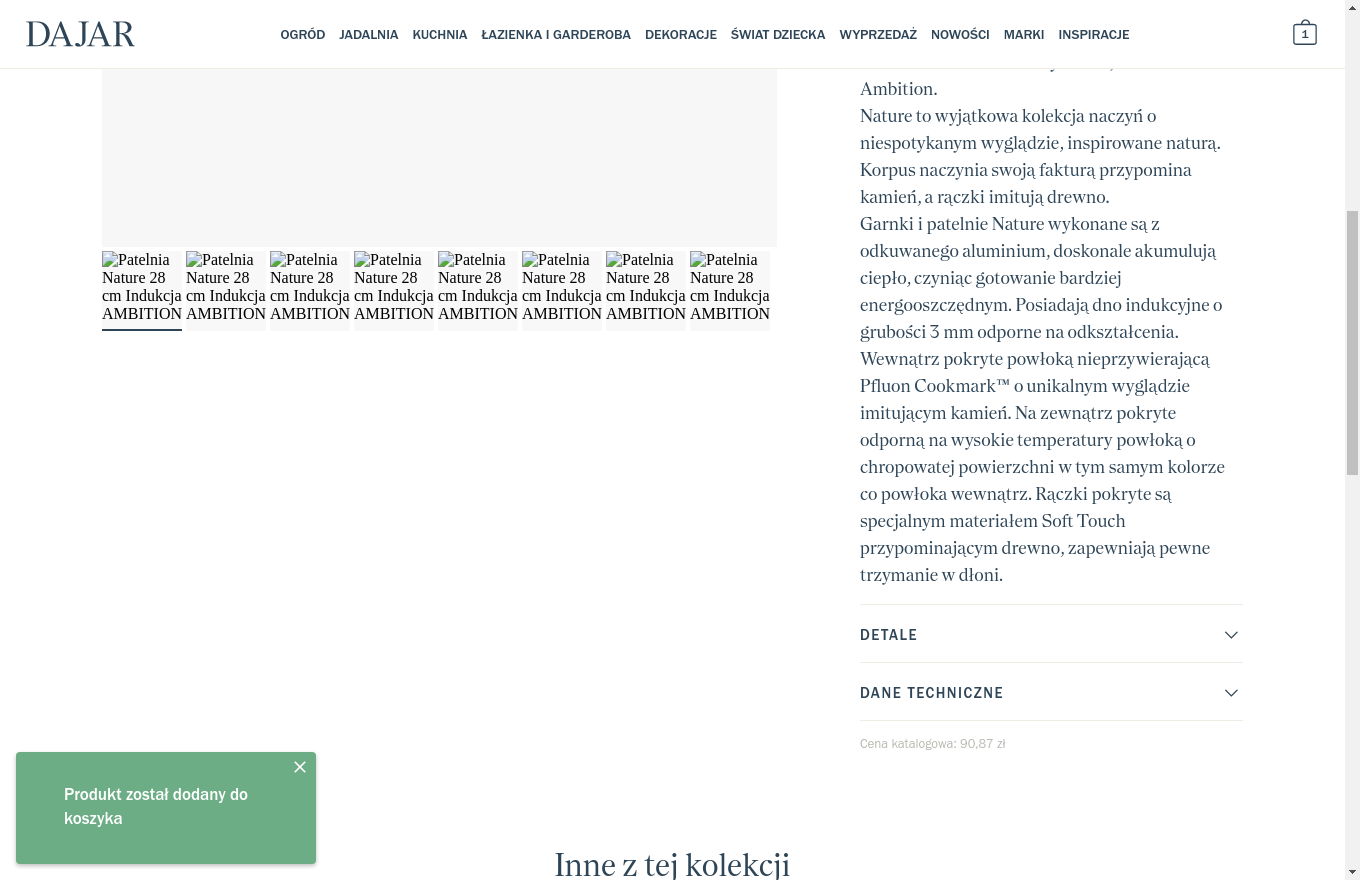 DAJAR
OGRÓD JADALNIA KUCHNIA ŁAZIENKA I GARDEROBA DEKORACJE ŚWIAT DZIECKA WYPRZEDAŻ NOWOŚCI MARKI INSPIRACJE
1
Ambition.
Nature to wyjątkowa kolekcja naczyń o
niespotykanym wyglądzie, inspirowane naturą.
Korpus naczynia swoją fakturą przypomina
kamień, a rączki imitują drewno.
Garnki i patelnie Nature wykonane są z
odkuwanego aluminium, doskonale akumulują
ciepło, czyniąc gotowanie bardziej
energooszczędnym. Posiadają dno indukcyjne o
grubości 3 mm odporne na odkształcenia.
Wewnątrz pokryte powłoką nieprzywierającą
Pfluon Cookmark™ o unikalnym wyglądzie
imitującym kamień. Na zewnątrz pokryte
odporną na wysokie temperatury powłoką o
chropowatej powierzchni w tym samym kolorze
co powłoka wewnątrz. Rączki pokryte są
specjalnym materiałem Soft Touch
przypominającym drewno, zapewniają pewne
trzymanie w dłoni.
Patelnia Patelnia Patelnia Patelnia Patelnia Patelnia Patelnia Patelnia
Nature 28 Nature 28 Nature 28 Nature 28 Nature 28 Nature 28 Nature 28 Nature 28
cm Indukcja cm Indukcja cm Indukcja cm Indukcja cm Indukcja cm Indukcja cm Indukcja cm Indukcja
AMBITION AMBITION AMBITION AMBITION AMBITION AMBITION AMBITION AMBITION
DETALE
DANE TECHNICZNE
Cena katalogowa: 90,87 zł
Produkt został dodany do
koszyka
Inne z tej kolekcji